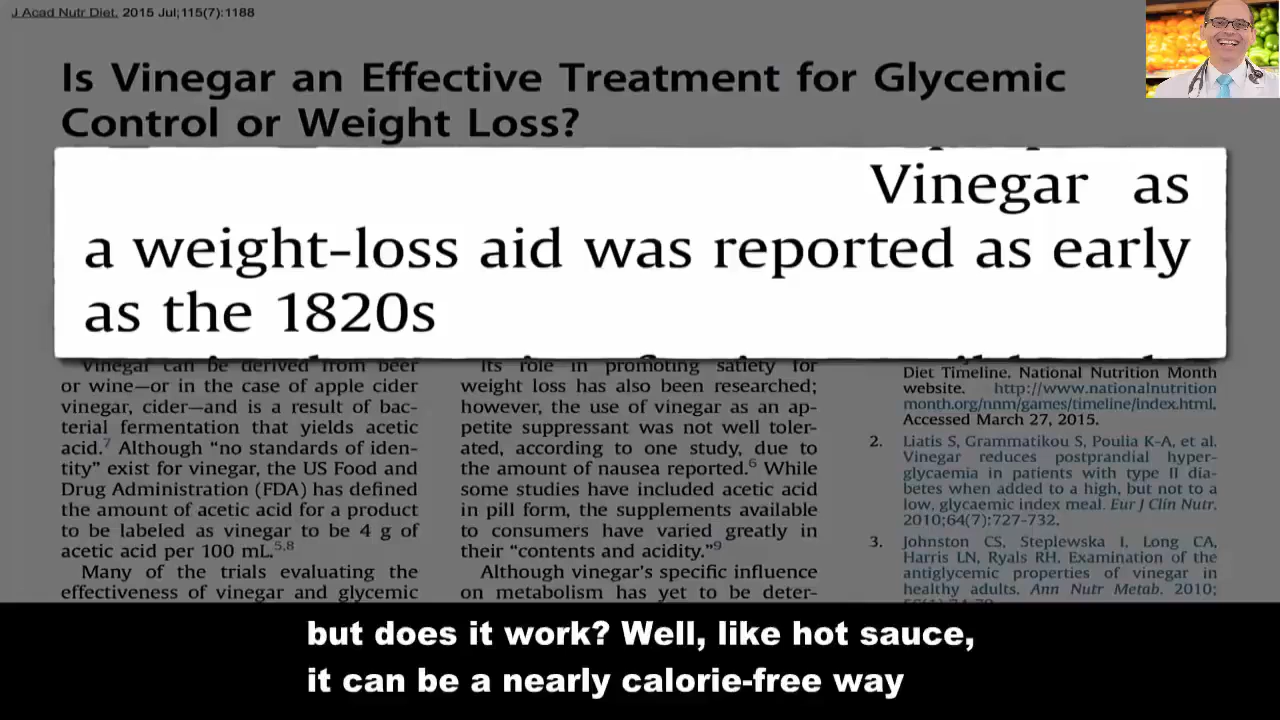 J Acad Nutr Diet. 2015 Jul;115(7):1188
Is Vinegar an Effective Treatment for Glycemic
Control or Weight Loss?
Vinegar as
a weight-loss aid was reported as early
as the 1820s
Vinegar can be derived from beer
or wine—or in the case of apple cider
vinegar, cider—and is a result of bac-
terial fermentation that yields acetic
acid.7 Although “no standards of iden-
tity” exist for vinegar, the US Food and
Drug Administration (FDA) has defined
the amount of acetic acid for a product
to be labeled as vinegar to be 4 g of
acetic acid per 100 mL.5,8
Many of the trials evaluating the
effectiveness of vinegar and glycemic
Its role in promoting satiety for
weight loss has also been researched;
however, the use of vinegar as an ap-
petite suppressant was not well toler-
ated, according to one study, due to
the amount of nausea reported.6 While
some studies have included acetic acid
in pill form, the supplements available
to consumers have varied greatly in
their “contents and acidity.”9
Although vinegar’s specific influence
on metabolism has yet to be deter-
Diet Timeline. National Nutrition Month
website. http://www.nationalnutrition
month.org/nnm/games/timeline/index.html.
Accessed March 27, 2015.
2. Liatis S, Grammatikou S, Poulia K-A, et al.
Vinegar reduces postprandial hyper-
glycaemia in patients with type II dia-
betes when added to a high, but not to a
low, glycaemic index meal. Eur J Clin Nutr.
2010;64(7):727-732.
3. Johnston CS, Steplewska I, Long CA,
Harris LN, Ryals RH. Examination of the
antiglycemic properties of vinegar in
healthy adults. Ann Nutr Metab. 2010;
but does it work? Well, like hot sauce,
it can be a nearly calorie-free way